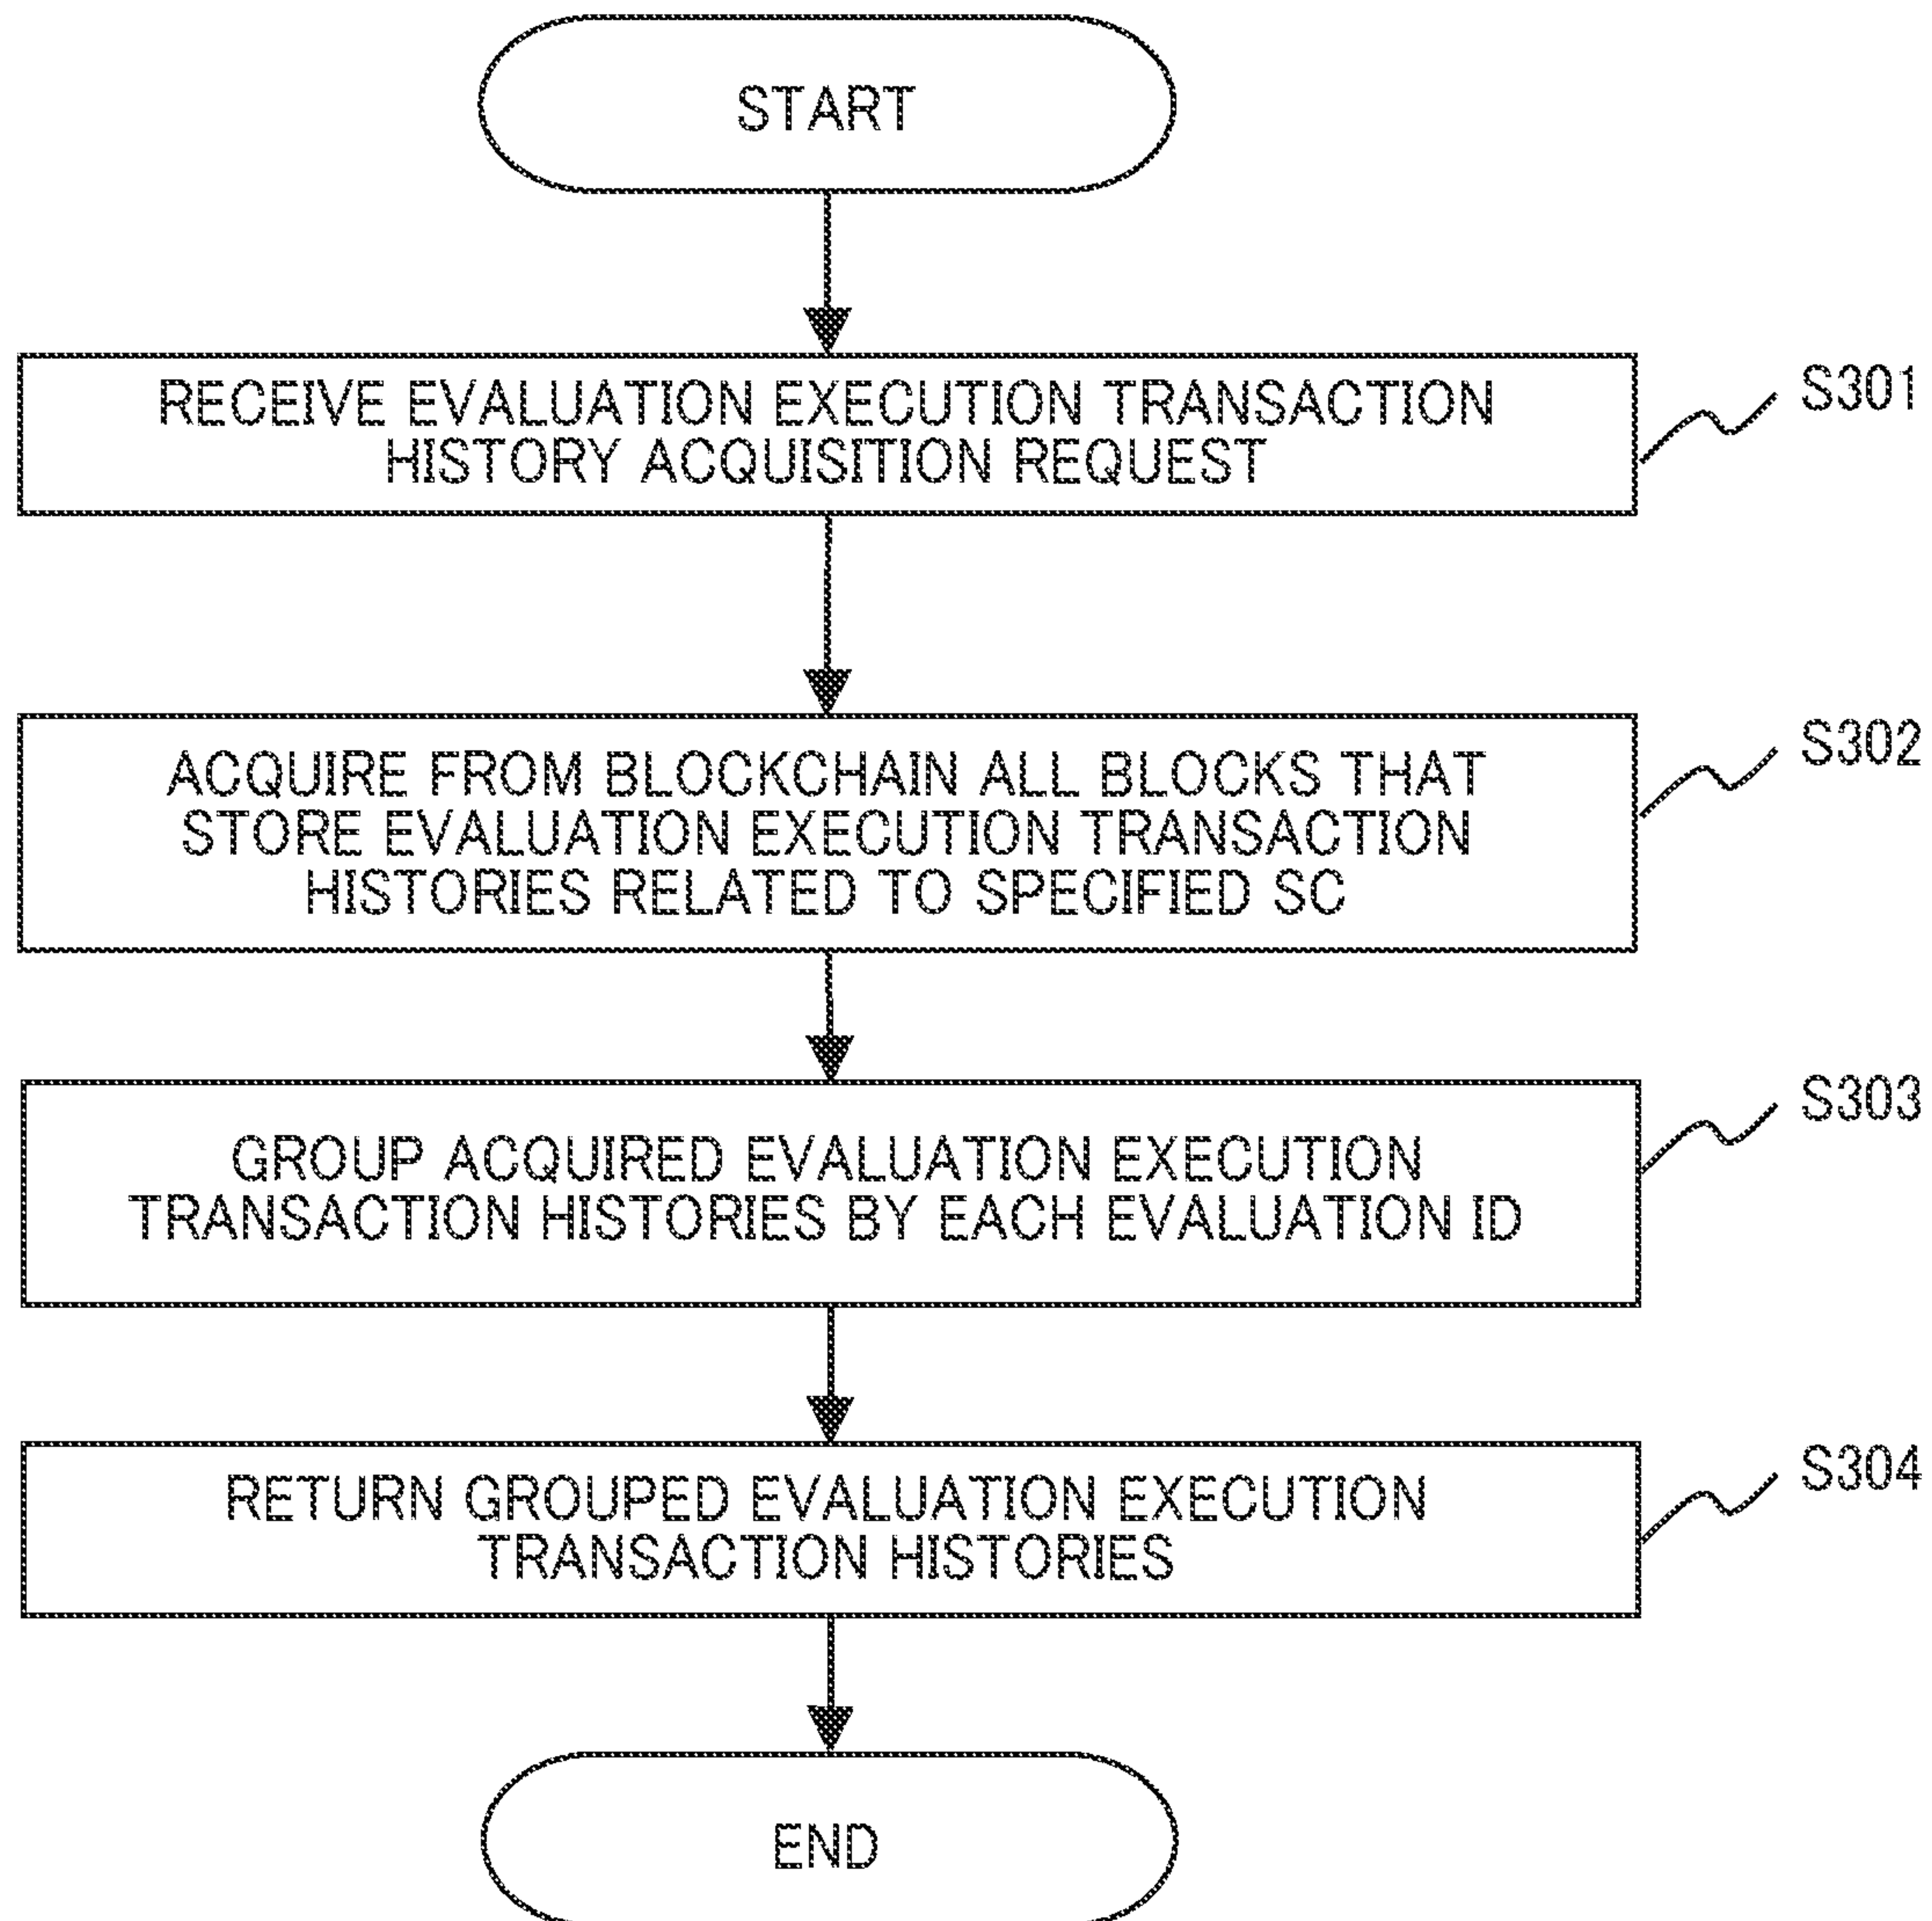 START
RECEIVE EVALUATION EXECUTION TRANSACTION
HISTORY ACQUISITION REQUEST
S301
ACQUIRE FROM BLOCKCHAIN ALL BLOCKS THAT
STORE EVALUATION EXECUTION TRANSACTION
HISTORIES RELATED TO SPECIFIED SC
S302
GROUP ACQUIRED EVALUATION EXECUTION
TRANSACTION HISTORIES BY EACH EVALUATION ID
S303
RETURN GROUPED EVALUATION EXECUTION
TRANSACTION HISTORIES
S304
END